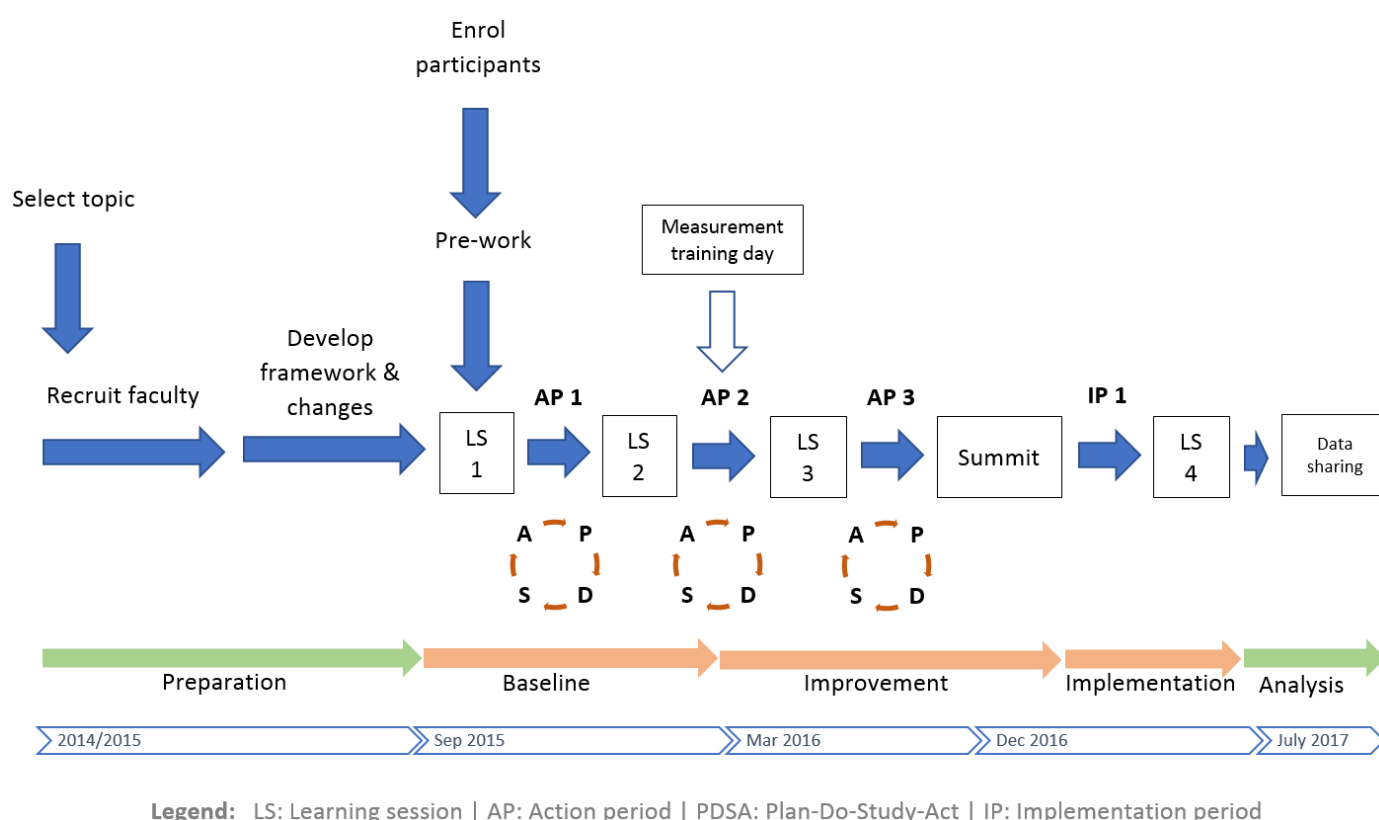 Enrol
participants
Select topic
Pre-work
Measurement
training day
Recruit faculty
Develop
framework &
changes
AP 1
AP 2
AP 3
IP 1
LS
1
LS
2
LS
3
Summit
LS
4
Data
sharing
A P
S D
A P
S D
A P
S D
Preparation
Baseline
Improvement
Implementation
Analysis
2014/2015
Sep 2015
Mar 2016
Dec 2016
July 2017
Legend: LS: Learning session | AP: Action period | PDSA: Plan-Do-Study-Act | IP: Implementation period